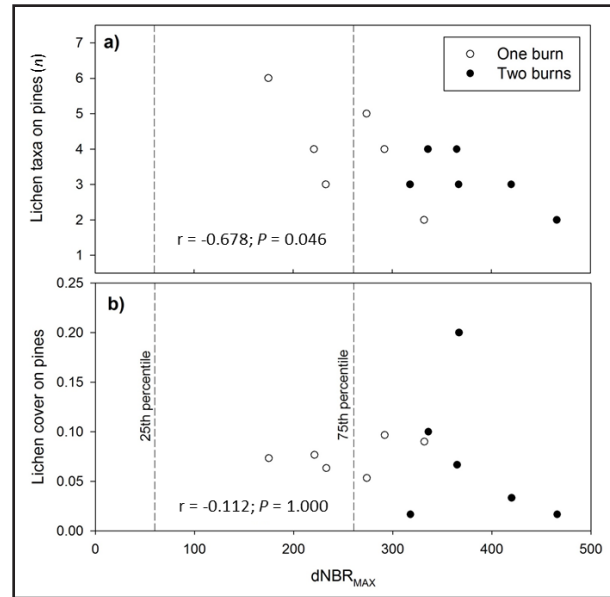 a)
One burn
Two burns
Lichen taxa on pines (n)
7
6
5
4
3
2
1
r = -0.678; P = 0.046
b)
Lichen cover on pines
0.25
0.20
0.15
0.10
0.05
0.00
25th percentile
75th percentile
r = -0.112; P = 1.000
0 100 200 300 400 500
dNBRMAX